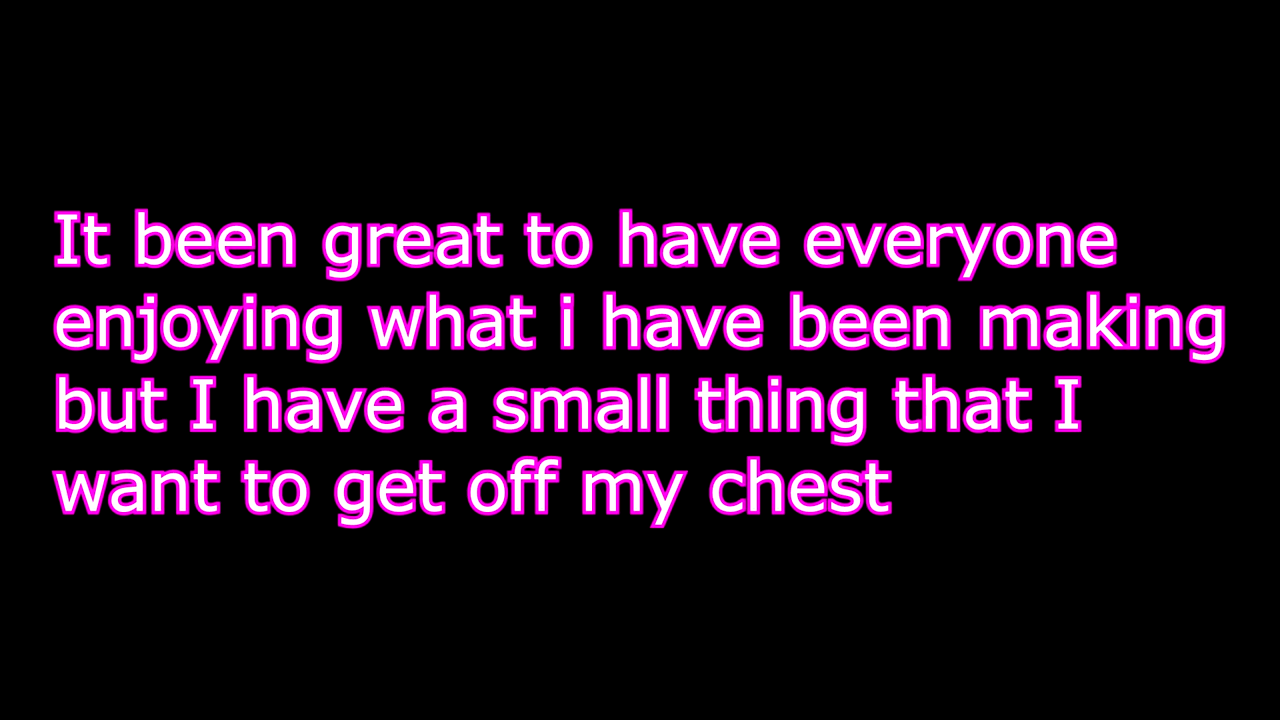 It been great to have everyone
enjoying what i have been making
but I have a small thing that I
want to get off my chest